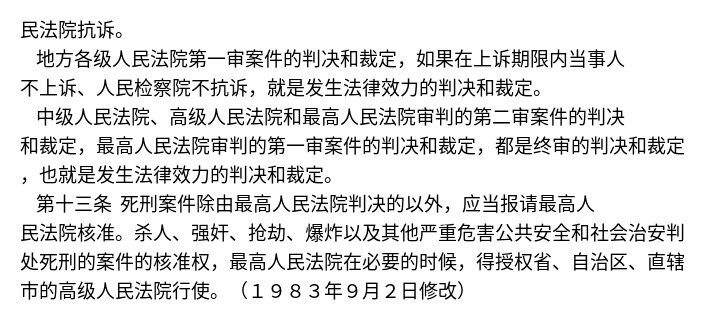 民法院抗诉。
地方各级人民法院第一审案件的判决和裁定，如果在上诉期限内当事人
不上诉、人民检察院不抗诉，就是发生法律效力的判决和裁定。
中级人民法院、高级人民法院和最高人民法院审判的第二审案件的判决
和裁定，最高人民法院审判的第一审案件的判决和裁定，都是终审的判决和裁定
，也就是发生法律效力的判决和裁定。
第十三条 死刑案件除由最高人民法院判决的以外，应当报请最高人
民法院核准。杀人、强奸、抢劫、爆炸以及其他严重危害公共安全和社会治安判
处死刑的案件的核准权，最高人民法院在必要的时候，得授权省、自治区、直辖
市的高级人民法院行使。（１９８３年９月２日修改）